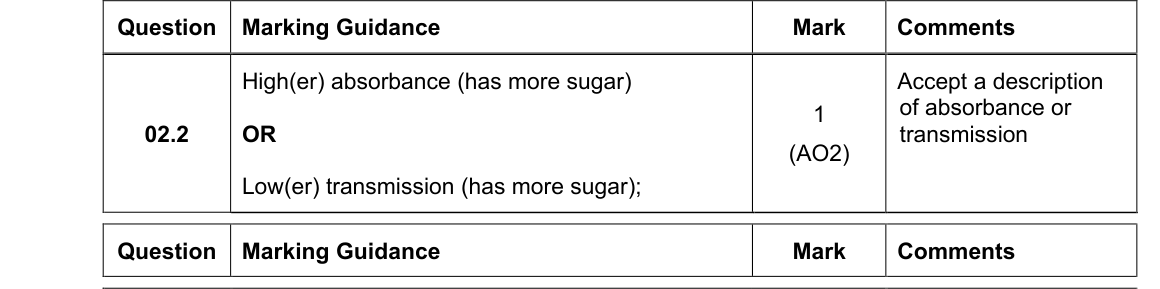 Question Marking Guidance Mark Comments
High(er) absorbance (has more sugar)
Accept a description
of absorbance or
1
02.2
OR
transmission
(AO2)
Low(er) transmission (has more sugar);
Question Marking Guidance Mark Comments